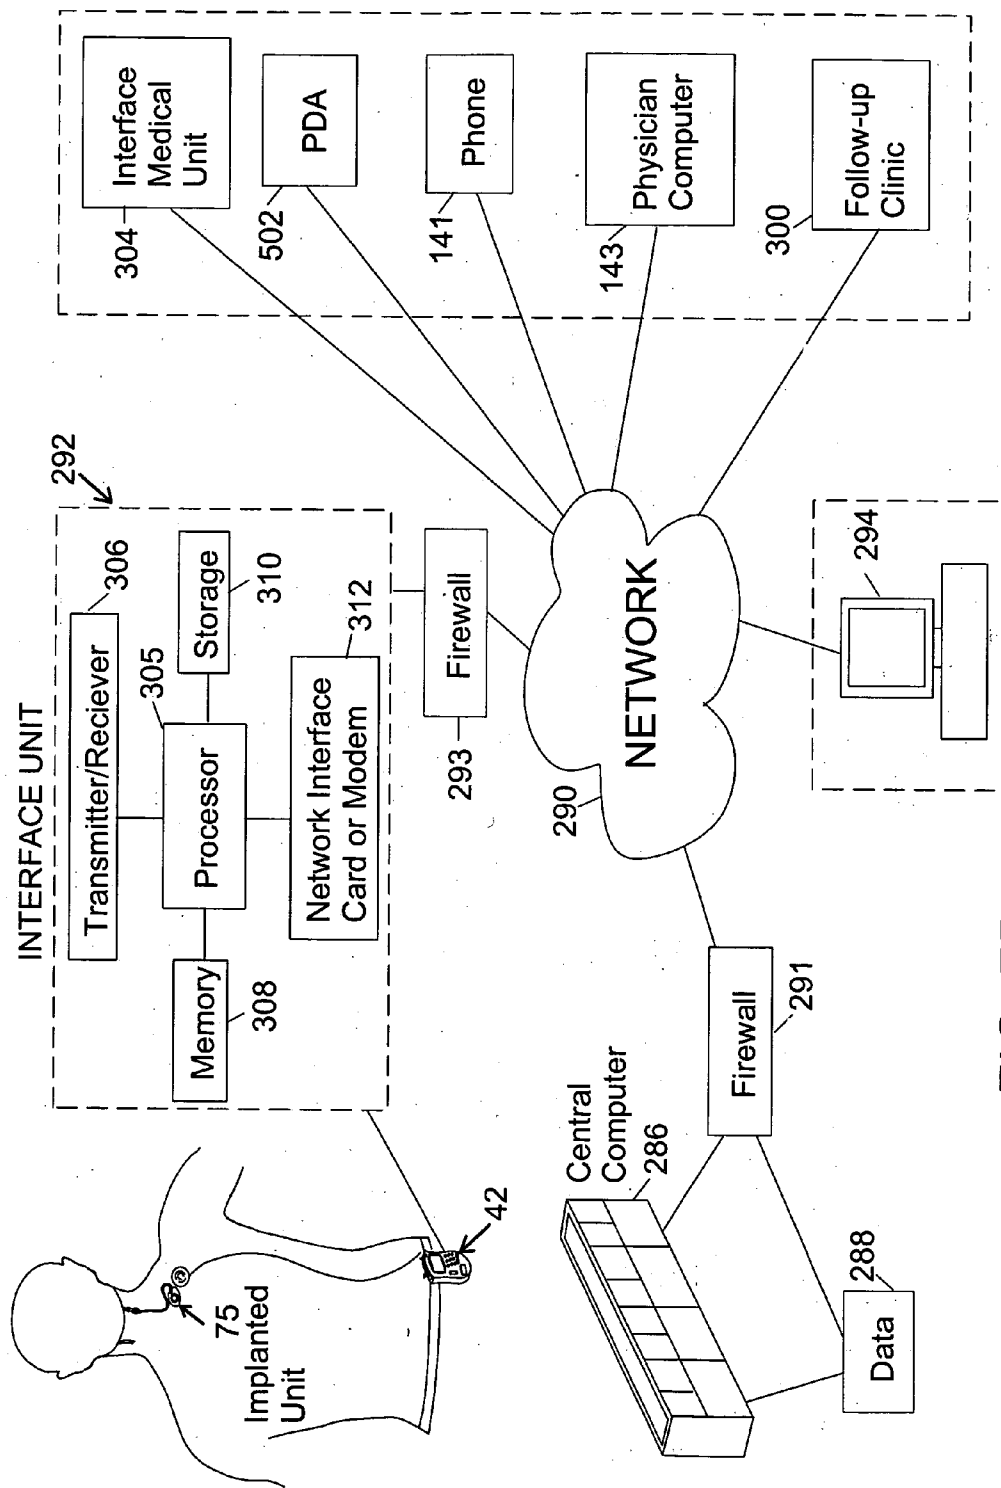 INTERFACE UNIT
292
Transmitter/Reciever
306
305
Processor
Storage
310
Memory
308
Network Interface
Card or Modem
312
75
Implanted
Unit
42
Firewall
293
290
NETWORK
Central
Computer
286
288
Data
Firewall
291
294
Interface
Medical
Unit
304
PDA
502
Phone
141
Physician
Computer
143
Follow-up
Clinic
300